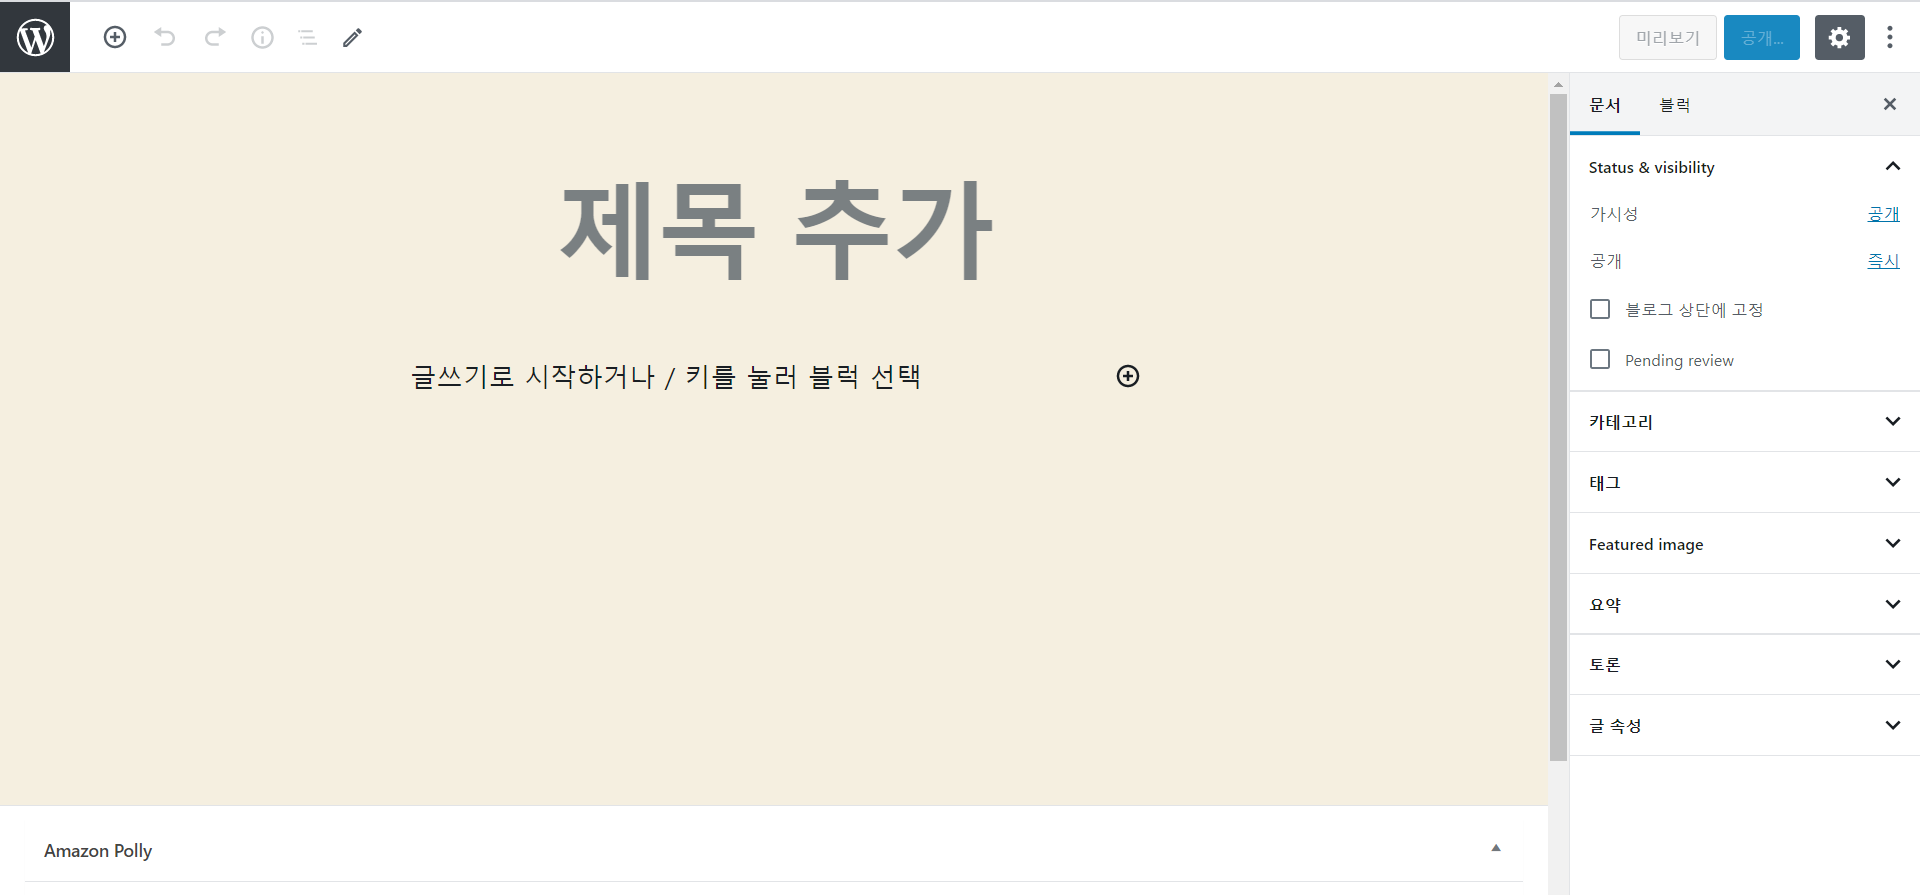 미리보기
공개...
문서
블럭
Status & visibility
가시성
공개
공개
즉시
블로그 상단에 고정
Pending review
카테고리
태그
Featured image
요약
토론
글 속성
제목 추가
글쓰기로 시작하거나 / 키를 눌러 블럭 선택
Amazon Polly